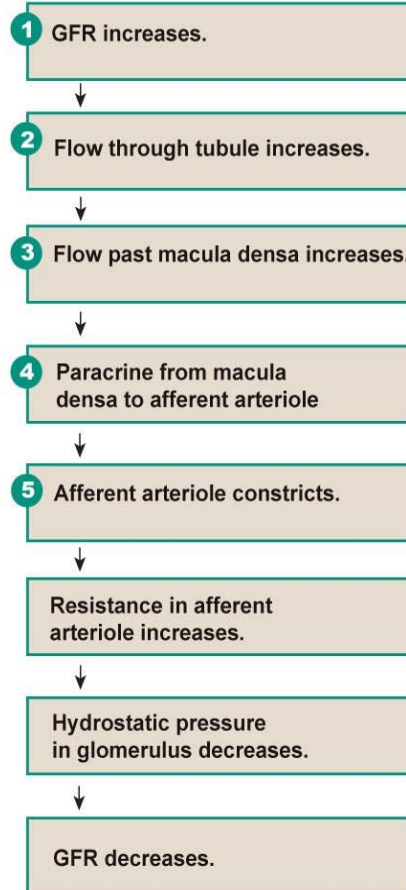 1 GFR increases.
2 Flow through tubule increases.
3 Flow past macula densa increases.
4 Paracrine from macula
densa to afferent arteriole
5 Afferent arteriole constricts.
Resistance in afferent
arteriole increases.
Hydrostatic pressure
in glomerulus decreases.
GFR decreases.